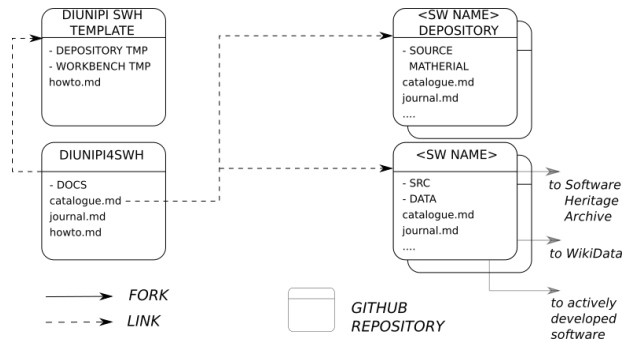 DIUNIPI SWH
TEMPLATE
- DEPOSITORY TMP
- WORKBENCH TMP
howto.md
<SW NAME>
DEPOSITORY
- SOURCE
MATHERIAL
catalogue.md
journal.md
....
DIUNIPI4SWH
- DOCS
catalogue.md
journal.md
howto.md
<SW NAME>
- SRC
- DATA
catalogue.md
journal.md
....
to Software
Heritage
Archive
to WikiData
to actively
developed
software
FORK
LINK
GITHUB
REPOSITORY